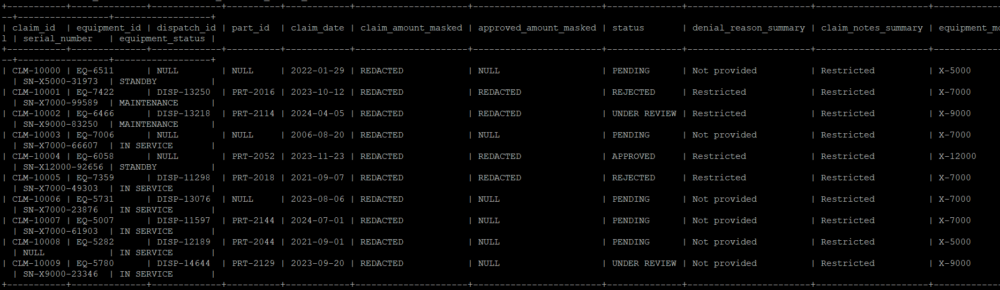 +-----------+--------------+-------------+----------+------------+---------------------+------------------------+--------------+-----------------------+---------------------+-------------
--+-----------------+------------------+
| claim_id  | equipment_id | dispatch_id | part_id  | claim_date | claim_amount_masked | approved_amount_masked | status       | denial_reason_summary | claim_notes_summary | equipment_mo
l | serial_number   | equipment_status |
+-----------+--------------+-------------+----------+------------+---------------------+------------------------+--------------+-----------------------+---------------------+-------------
--+-----------------+------------------+
| CLM-10000 | EQ-6511      | NULL        | NULL     | 2022-01-29 | REDACTED            | NULL                   | PENDING      | Not provided          | Restricted          | X-5000
  | SN-X5000-31973  | STANDBY          |
| CLM-10001 | EQ-7422      | DISP-13250  | PRT-2016 | 2023-10-12 | REDACTED            | REDACTED               | REJECTED     | Restricted            | Restricted          | X-7000
  | SN-X7000-99589  | MAINTENANCE      |
| CLM-10002 | EQ-6466      | DISP-13218  | PRT-2114 | 2024-04-05 | REDACTED            | REDACTED               | UNDER REVIEW | Restricted            | Restricted          | X-9000
  | SN-X9000-83250  | MAINTENANCE      |
| CLM-10003 | EQ-7006      | NULL        | NULL     | 2006-08-20 | REDACTED            | NULL                   | PENDING      | Not provided          | Restricted          | X-7000
  | SN-X7000-66607  | IN SERVICE       |
| CLM-10004 | EQ-6058      | NULL        | PRT-2052 | 2023-11-23 | REDACTED            | REDACTED               | APPROVED     | Restricted            | Restricted          | X-12000
  | SN-X12000-92656 | STANDBY          |
| CLM-10005 | EQ-7359      | DISP-11298  | PRT-2018 | 2021-09-07 | REDACTED            | REDACTED               | REJECTED     | Restricted            | Restricted          | X-7000
  | SN-X7000-49303  | IN SERVICE       |
| CLM-10006 | EQ-5731      | DISP-13076  | NULL     | 2023-08-06 | REDACTED            | NULL                   | PENDING      | Not provided          | Restricted          | X-7000
  | SN-X7000-23876  | IN SERVICE       |
| CLM-10007 | EQ-5007      | DISP-11597  | PRT-2144 | 2024-07-01 | REDACTED            | NULL                   | PENDING      | Not provided          | Restricted          | X-7000
  | SN-X7000-61903  | IN SERVICE       |
| CLM-10008 | EQ-5282      | DISP-12189  | PRT-2044 | 2021-09-01 | REDACTED            | NULL                   | PENDING      | Not provided          | Restricted          | X-5000
  | NULL            | IN SERVICE       |
| CLM-10009 | EQ-5780      | DISP-14644  | PRT-2129 | 2023-09-20 | REDACTED            | NULL                   | UNDER REVIEW | Not provided          | Restricted          | X-9000
  | SN-X9000-23346  | IN SERVICE       |
+-----------+--------------+-------------+----------+------------+---------------------+------------------------+--------------+-----------------------+---------------------+-------------